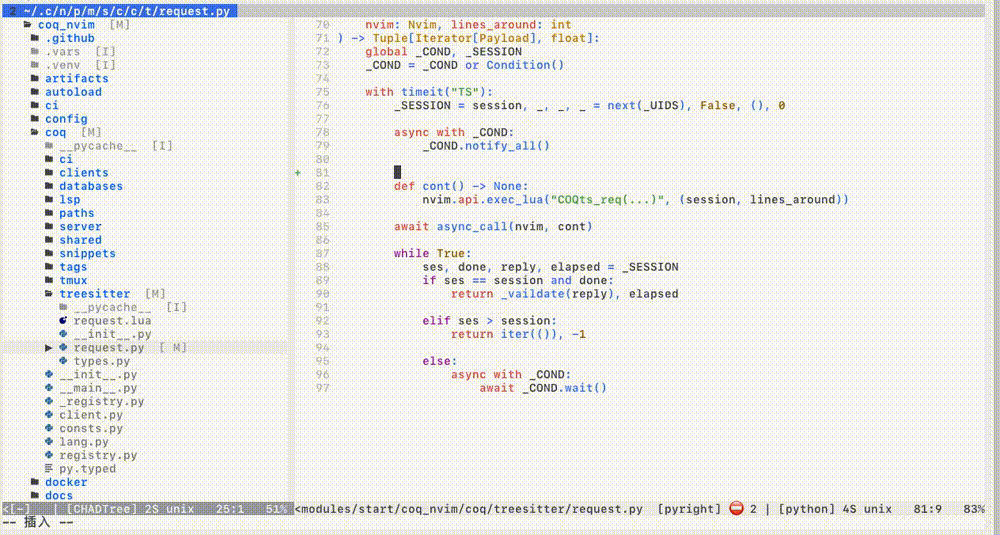 2 ~/.c/n/p/m/s/c/c/t/request.py
coq_nvim [M]
.github
.vars [I]
.venv [I]
artifacts
autoload
ci
config
coq [M]
__pycache__ [I]
ci
clients
databases
lsp
paths
server
shared
snippets
tags
tmux
treesitter [M]
__pycache__ [I]
request.lua
__init__.py
▶ request.py [ M]
types.py
__init__.py
__main__.py
_registry.py
client.py
consts.py
lang.py
registry.py
py.typed
docker
docs
<[-] | [CHADTree] 2S unix 25:1 51%
70 nvim: Nvim, lines_around: int
71 ) -> Tuple[Iterator[Payload], float]:
72 global _COND, _SESSION
73 _COND = _COND or Condition()
74
75 with timeit("TS"):
76 _SESSION = session, _, _, _ = next(_UIDS), False, (), 0
77
78 async with _COND:
79 _COND.notify_all()
80
+ 81
82 def cont() -> None:
83 nvim.api.exec_lua("COQts_req(...)", (session, lines_around))
84
85 await async_call(nvim, cont)
86
87 while True:
88 ses, done, reply, elapsed = _SESSION
89 if ses == session and done:
90 return _vaildate(reply), elapsed
91
92 elif ses > session:
93 return iter(()), -1
94
95 else:
96 async with _COND:
97 await _COND.wait()
<modules/start/coq_nvim/coq/treesitter/request.py [pyright] ⛔ 2 | [python] 4S unix 81:9 83%
-- 插入 --